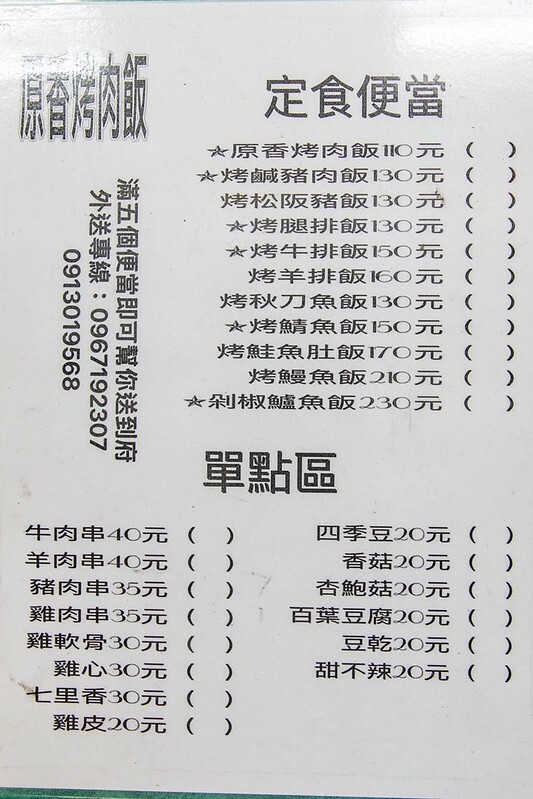 原香烤肉飯
滿五個便當即可幫你送到府
外送專線：0967192307
0913019568
定食便當
★原香烤肉飯110元（ ）
★烤鹹豬肉飯130元（ ）
烤松阪豬飯130元（ ）
★烤腿排飯130元（ ）
★烤牛排飯150元（ ）
烤羊排飯160元（ ）
烤秋刀魚飯130元（ ）
★烤鯖魚飯150元（ ）
烤鮭魚肚飯170元（ ）
烤鰻魚飯210元（ ）
★剁椒鱸魚飯230元（ ）
單點區
牛肉串40元（ ）
羊肉串40元（ ）
豬肉串35元（ ）
雞肉串35元（ ）
雞軟骨30元（ ）
雞心30元（ ）
七里香30元（ ）
雞皮20元（ ）
四季豆20元（ ）
香菇20元（ ）
杏鮑菇20元（ ）
百葉豆腐20元（ ）
豆乾20元（ ）
甜不辣20元（ ）